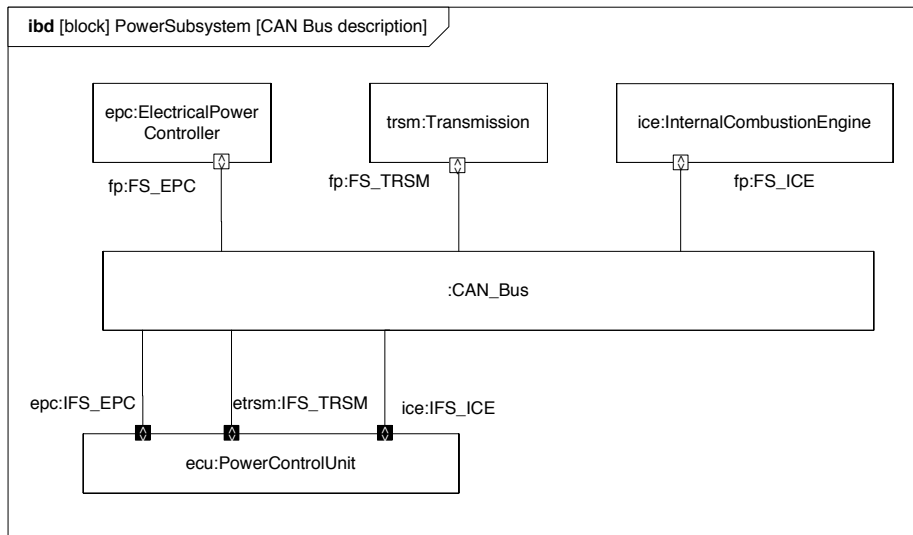 ibd [block] PowerSubsystem [CAN Bus description]
epc:ElectricalPower
Controller
trsm:Transmission
ice:InternalCombustionEngine
fp:FS_EPC
fp:FS_TRSM
fp:FS_ICE
:CAN_Bus
epc:IFS_EPC
etrsm:IFS_TRSM
ice:IFS_ICE
ecu:PowerControlUnit